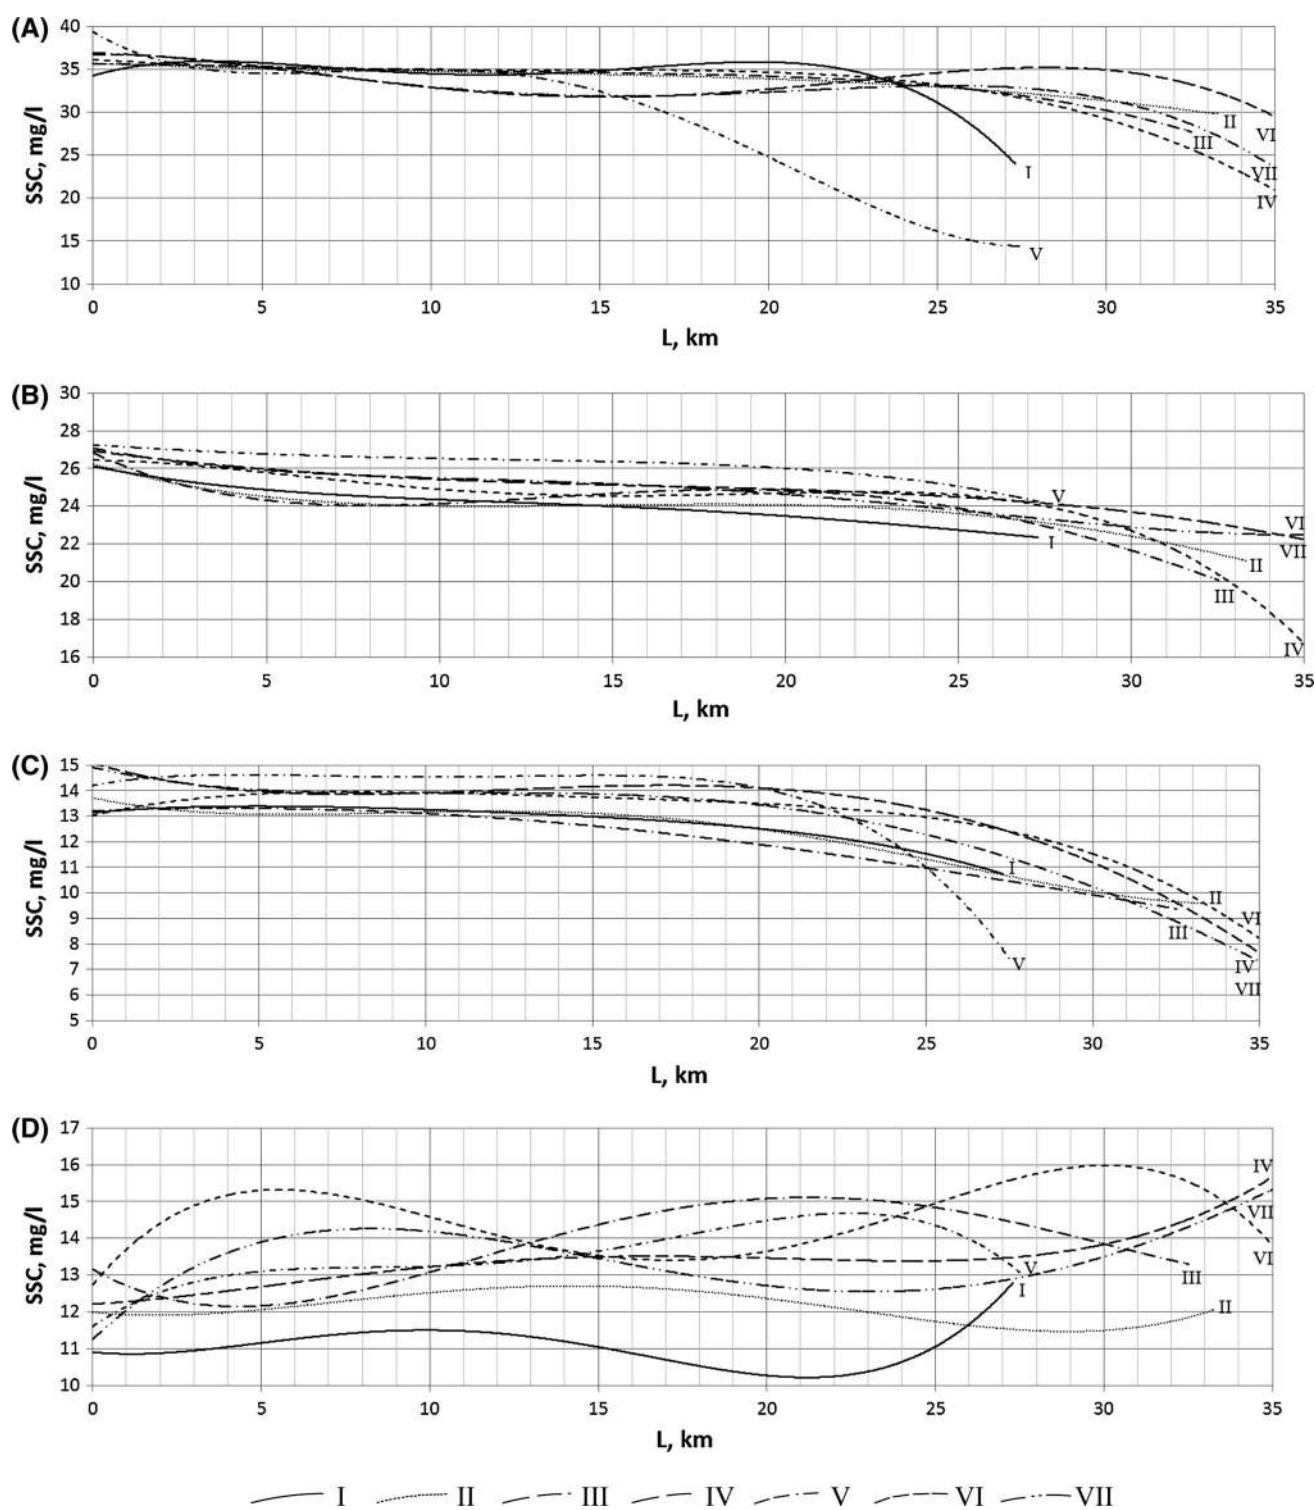 (A)
40
35
30
25
20
15
10
SSC, mg/l
0 5 10 15 20 25 30 35
L, km
I
II
III
IV
V
VI
VII
(B)
30
28
26
24
22
20
18
16
SSC, mg/l
0 5 10 15 20 25 30 35
L, km
V
I
II
III
VI
VII
IV
(C)
15
14
13
12
11
10
9
8
7
6
5
SSC, mg/l
0 5 10 15 20 25 30 35
L, km
I
V
II
III
VI
IV
VII
(D)
17
16
15
14
13
12
11
10
SSC, mg/l
0 5 10 15 20 25 30 35
L, km
V
I
III
II
IV
VII
VI
I II III IV V VI VII